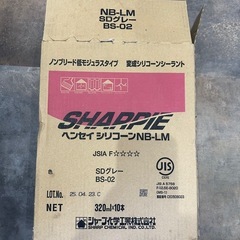 NB-LM
SDグレー
BS-02
ノンブリード低モジュラスタイプ 変成シリコーンシーラント
SHARPIE
ヘンセイ シリコーンNB-LM
JSIA F☆☆☆☆
JIS
SDグレー
BS-02
LOT.No. 25.04.23.C
NET 320ml×10本
シャープ化学工業株式会社
SHARP CHEMICAL IND. CO., LTD.